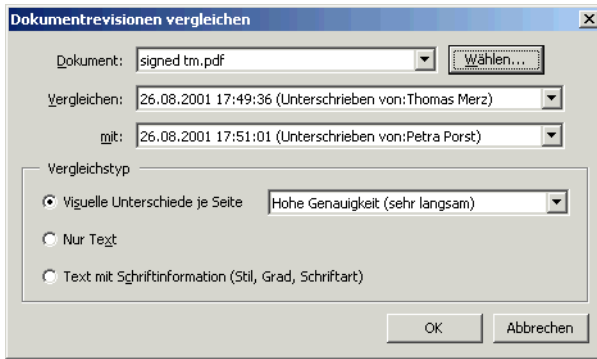 Dokumentrevisionen vergleichen
Dokument: signed tm.pdf Wählen...
Vergleichen: 26.08.2001 17:49:36 (Unterschrieben von:Thomas Merz)
mit: 26.08.2001 17:51:01 (Unterschrieben von:Petra Porst)
Vergleichstyp
Visuelle Unterschiede je Seite Hohe Genauigkeit (sehr langsam)
Nur Text
Text mit Schriftinformation (Stil, Grad, Schriftart)
OK Abbrechen